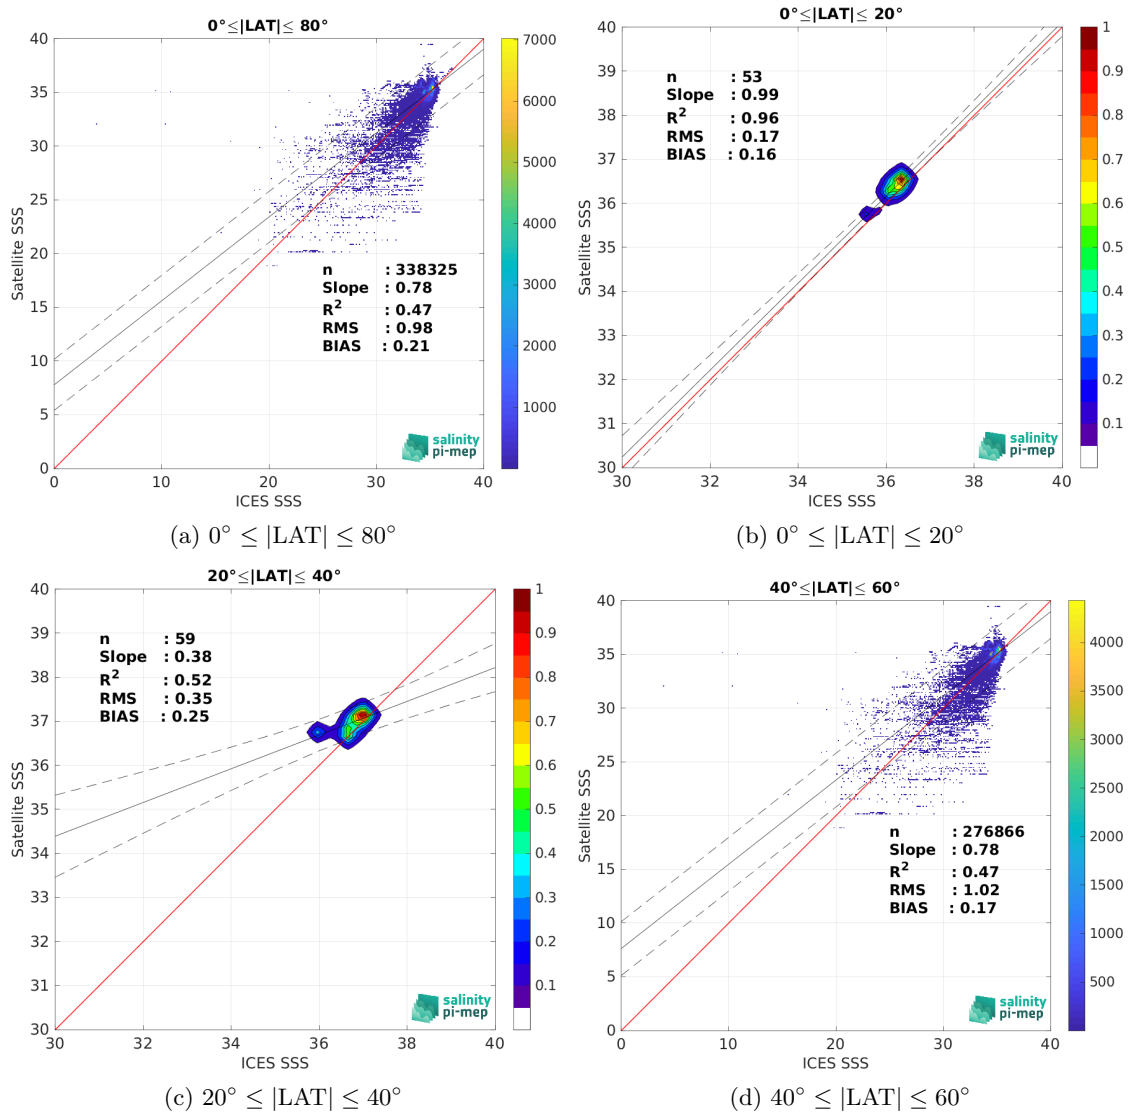 0°≤|LAT|≤ 80°
40
35
30
25
20
15
10
5
0
Satellite SSS
n : 338325
Slope : 0.78
R² : 0.47
RMS : 0.98
BIAS : 0.21
salinity
pi-mep
0 10 20 30 40
ICES SSS
7000
6000
5000
4000
3000
2000
1000
(a) 0° ≤ |LAT| ≤ 80°
0°≤|LAT|≤ 20°
40
39
38
37
36
35
34
33
32
31
30
Satellite SSS
n : 53
Slope : 0.99
R² : 0.96
RMS : 0.17
BIAS : 0.16
salinity
pi-mep
30 32 34 36 38 40
ICES SSS
1
0.9
0.8
0.7
0.6
0.5
0.4
0.3
0.2
0.1
(b) 0° ≤ |LAT| ≤ 20°
20°≤|LAT|≤ 40°
40
39
38
37
36
35
34
33
32
31
30
Satellite SSS
n : 59
Slope : 0.38
R² : 0.52
RMS : 0.35
BIAS : 0.25
salinity
pi-mep
30 32 34 36 38 40
ICES SSS
1
0.9
0.8
0.7
0.6
0.5
0.4
0.3
0.2
0.1
(c) 20° ≤ |LAT| ≤ 40°
40°≤|LAT|≤ 60°
40
35
30
25
20
15
10
5
0
Satellite SSS
n : 276866
Slope : 0.78
R² : 0.47
RMS : 1.02
BIAS : 0.17
salinity
pi-mep
0 10 20 30 40
ICES SSS
4000
3500
3000
2500
2000
1500
1000
500
(d) 40° ≤ |LAT| ≤ 60°